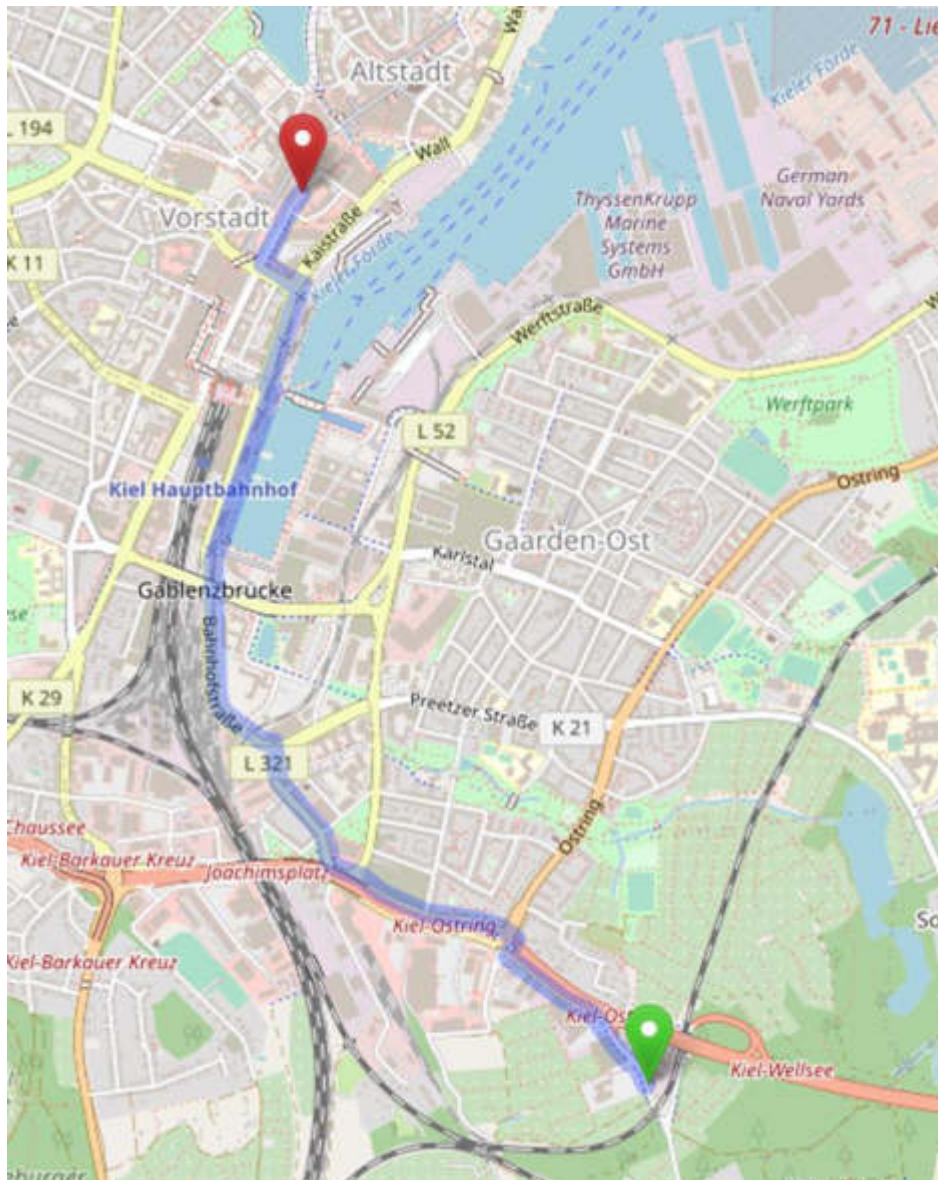 71 - Lie
Altstadt
Kieler Förde
L 194
Wall
German
Naval Yards
ThyssenKrupp
Marine
Systems
GmbH
Vorstadt
Kaistraße
K 11
Kieler Förde
Werftstraße
Werftpark
L 52
Ostring
Kiel Hauptbahnhof
Gaarden-Ost
Karlstal
Gablenzbrücke
Bahnhofstraße
K 29
Preetzer Straße
K 21
L 321
Ostring
Chaussee
Kiel-Barkauer Kreuz
Joachimsplatz
Kiel-Ostring
Kiel-Barkauer Kreuz
Kiel-Os
Kiel-Wellsee